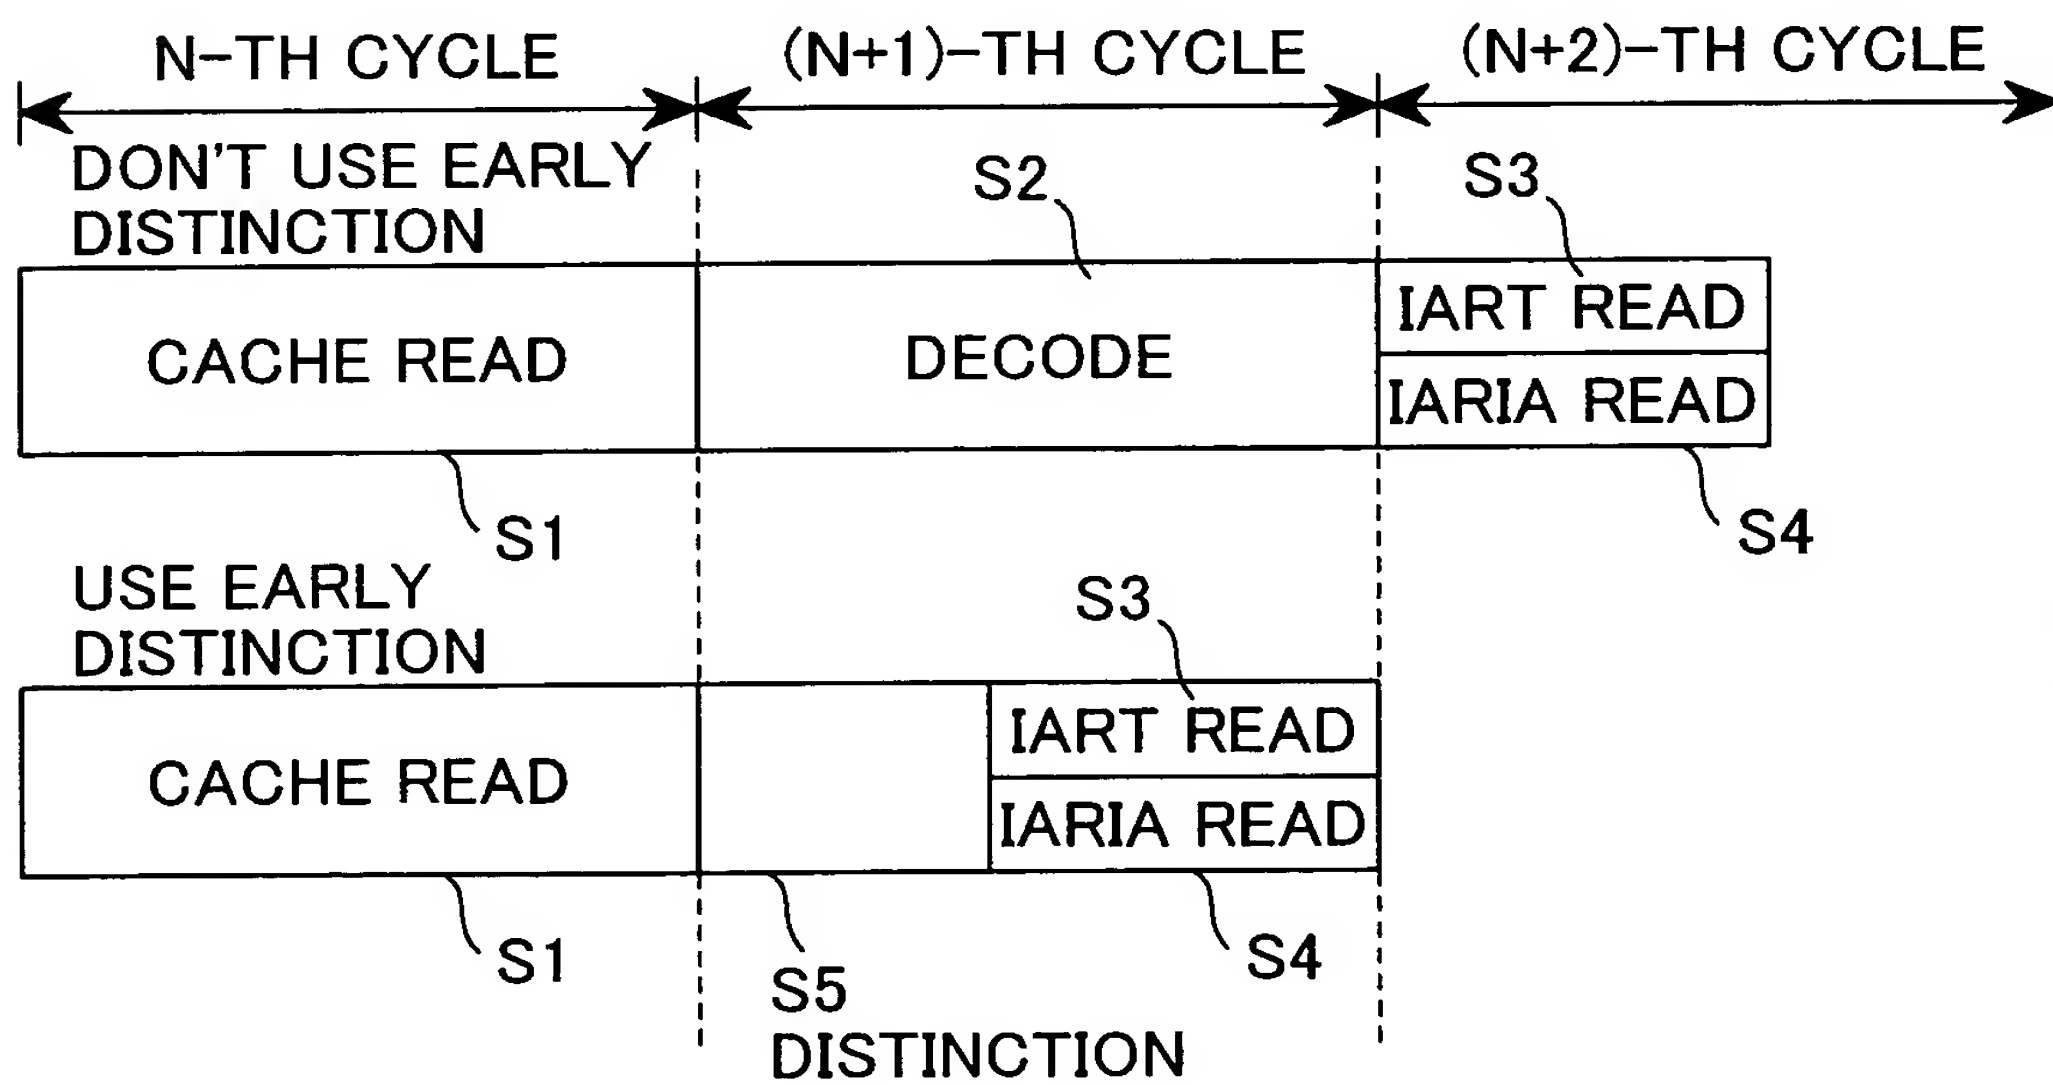 N-TH CYCLE
(N+1)-TH CYCLE
(N+2)-TH CYCLE
DON'T USE EARLY
DISTINCTION
S2
S3
CACHE READ
DECODE
IART READ
IARIA READ
S1
S4
USE EARLY
DISTINCTION
S3
CACHE READ
IART READ
IARIA READ
S1
S5
DISTINCTION
S4